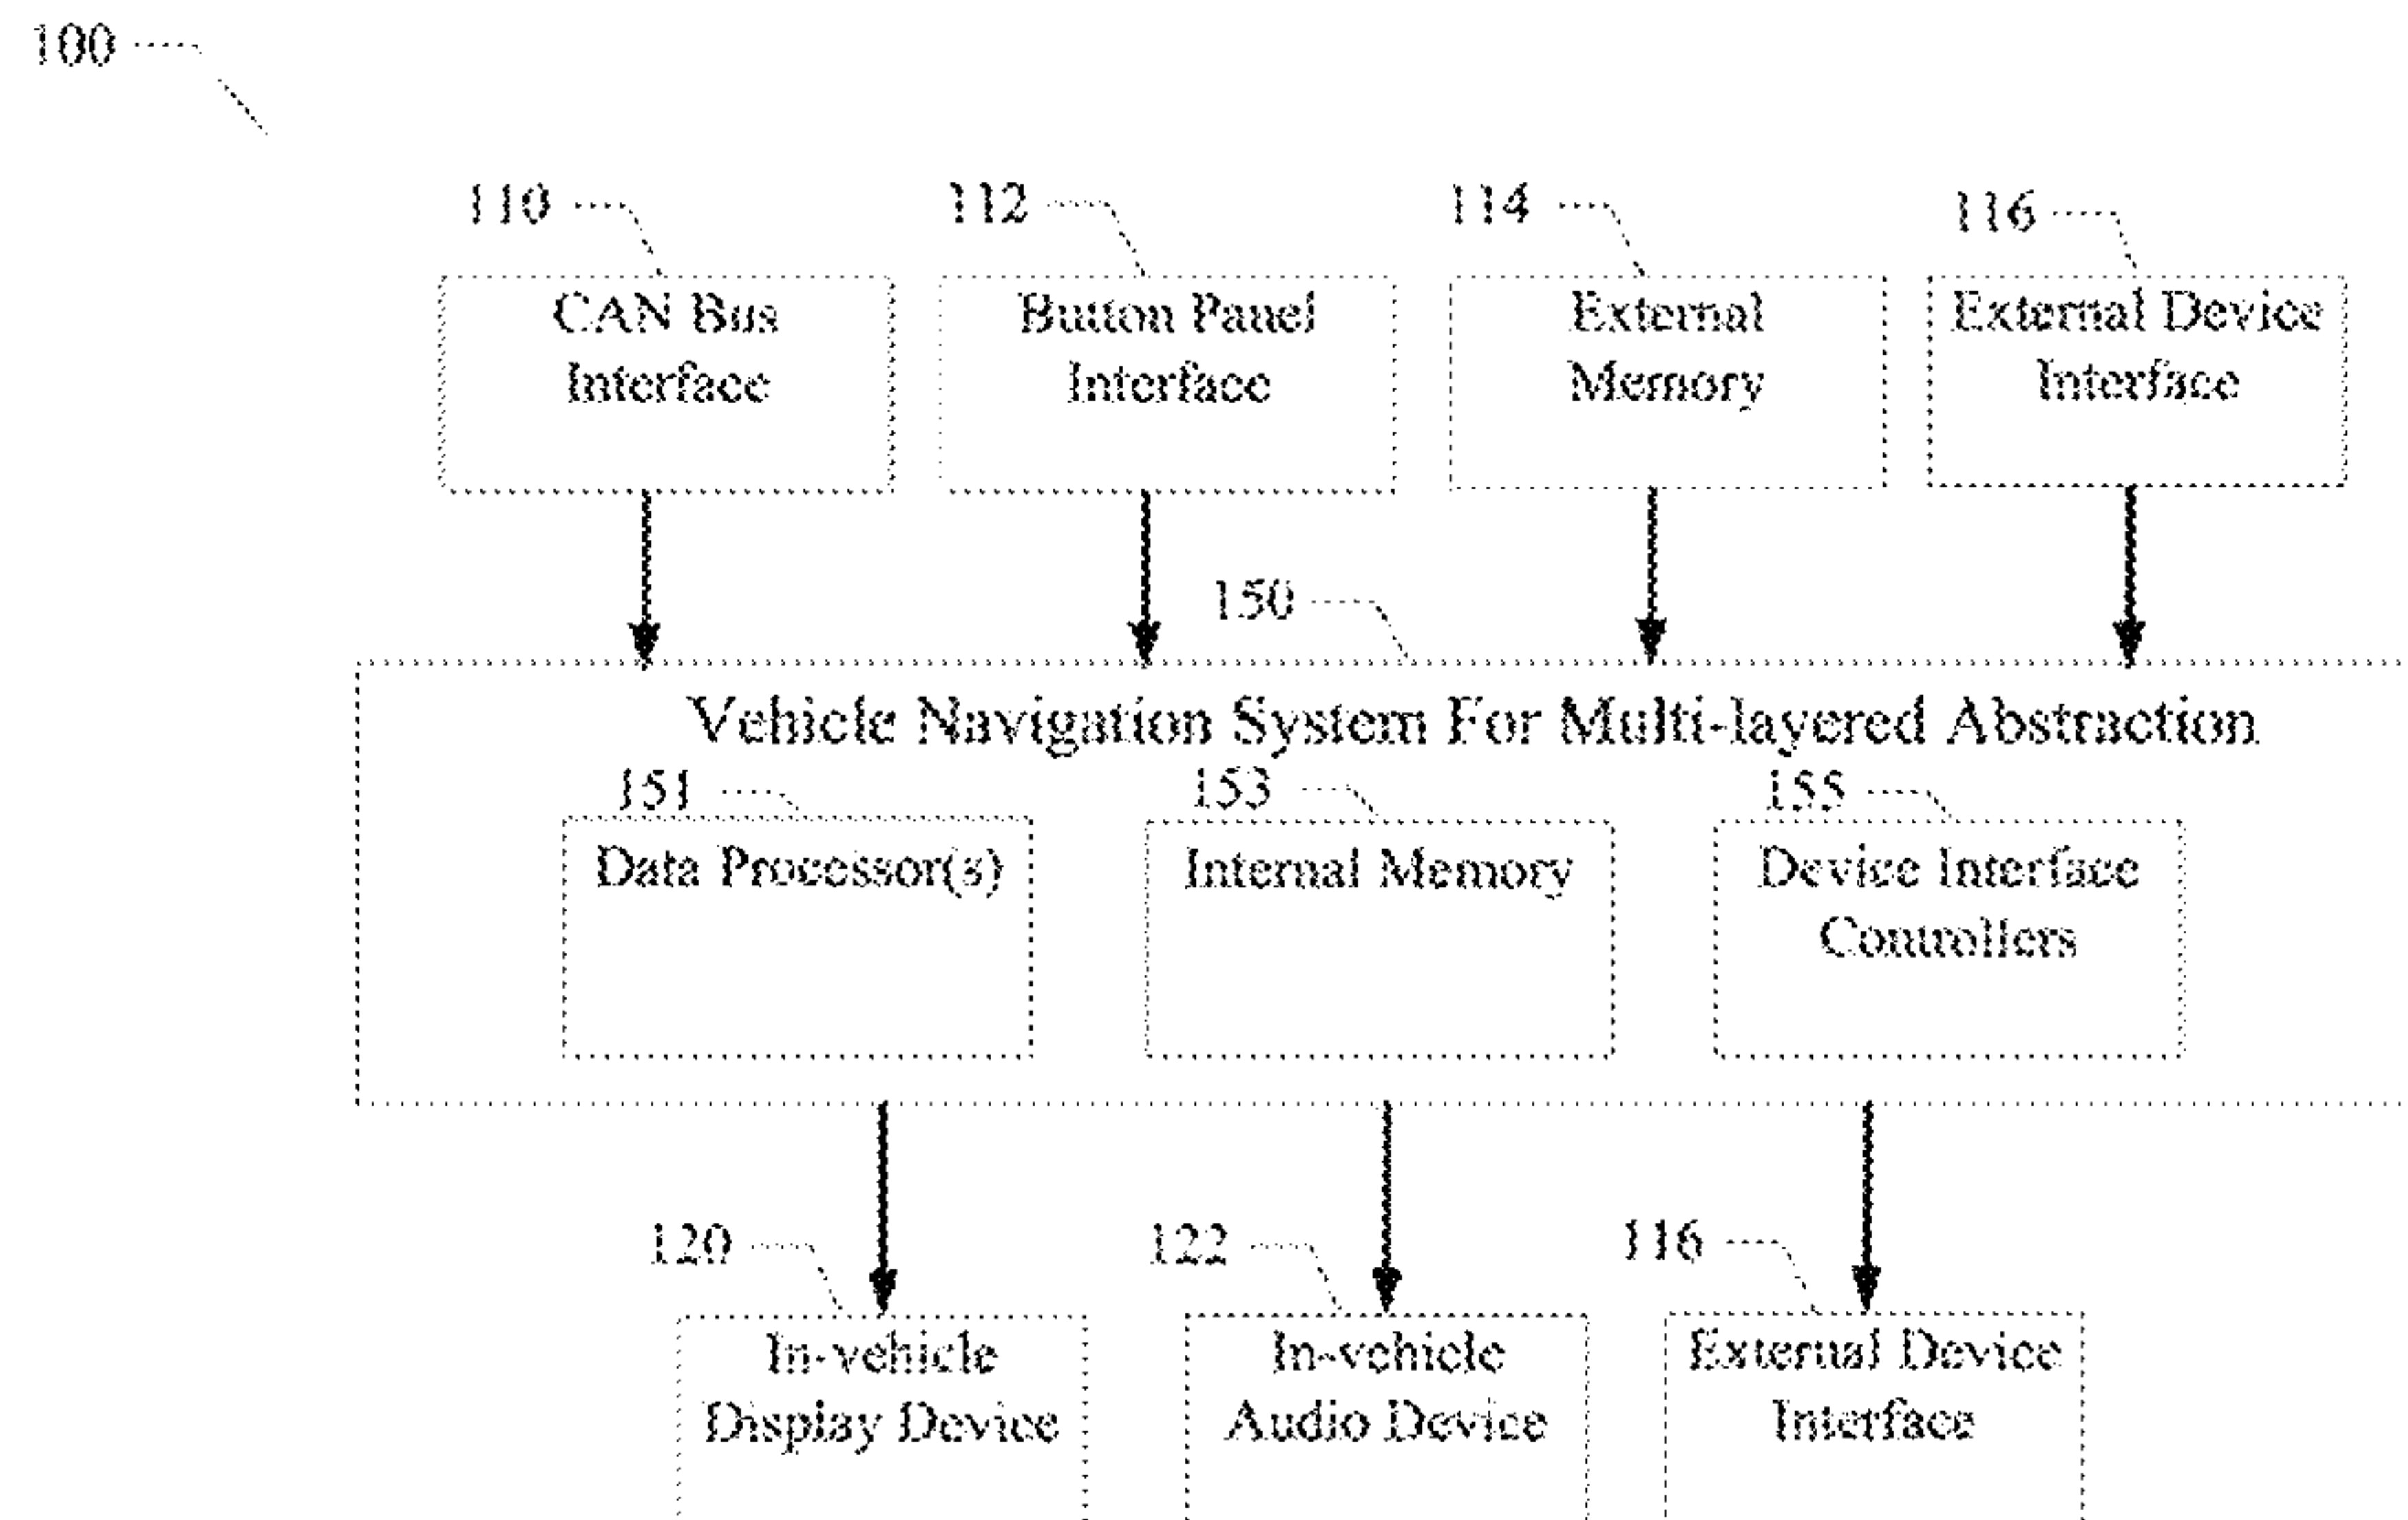 100
110
112
114
116
CAN Bus
Interface
Button Panel
Interface
External
Memory
External Device
Interface
150
Vehicle Navigation System For Multi-layered Abstraction
151
153
155
Data Processor(s)
Internal Memory
Device Interface
Controllers
120
122
116
In-vehicle
Display Device
In-vehicle
Audio Device
External Device
Interface